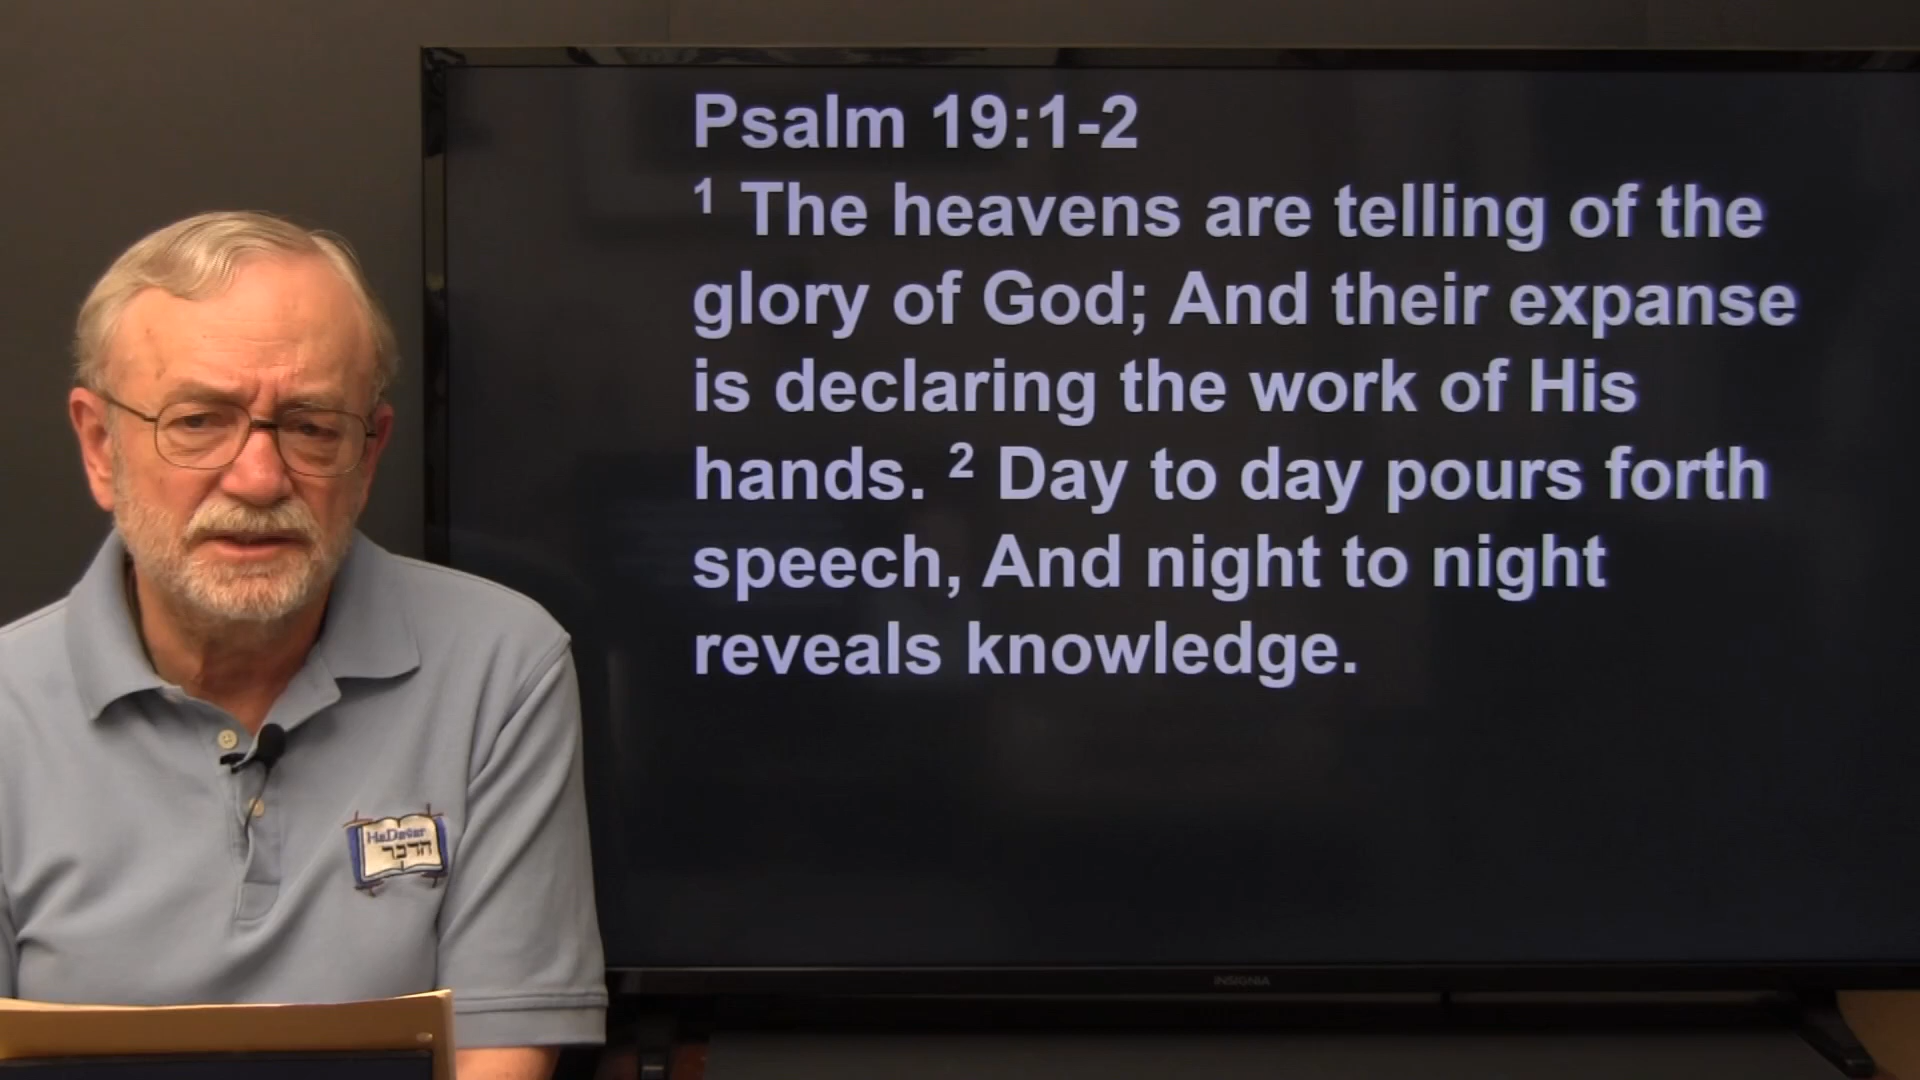 Psalm 19:1-2
1 The heavens are telling of the
glory of God; And their expanse
is declaring the work of His
hands. 2 Day to day pours forth
speech, And night to night
reveals knowledge.
HaDavar
הדבר
INSIGNIA